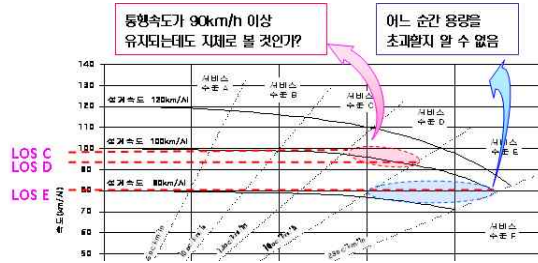 통행속도가 90km/h 이상
유지되는데도 지체로 볼 것인가?
어느 순간 용량을
초과할지 알 수 없음
140
130
120
110
100
90
80
70
60
50
속도(km/시)
설계속도 120km/시
설계속도 100km/시
설계속도 80km/시
LOS C
LOS D
LOS E
서비스
수준 A
서비스
수준 B
서비스
수준 C
서비스
수준 D
서비스
수준 E
서비스
수준 F